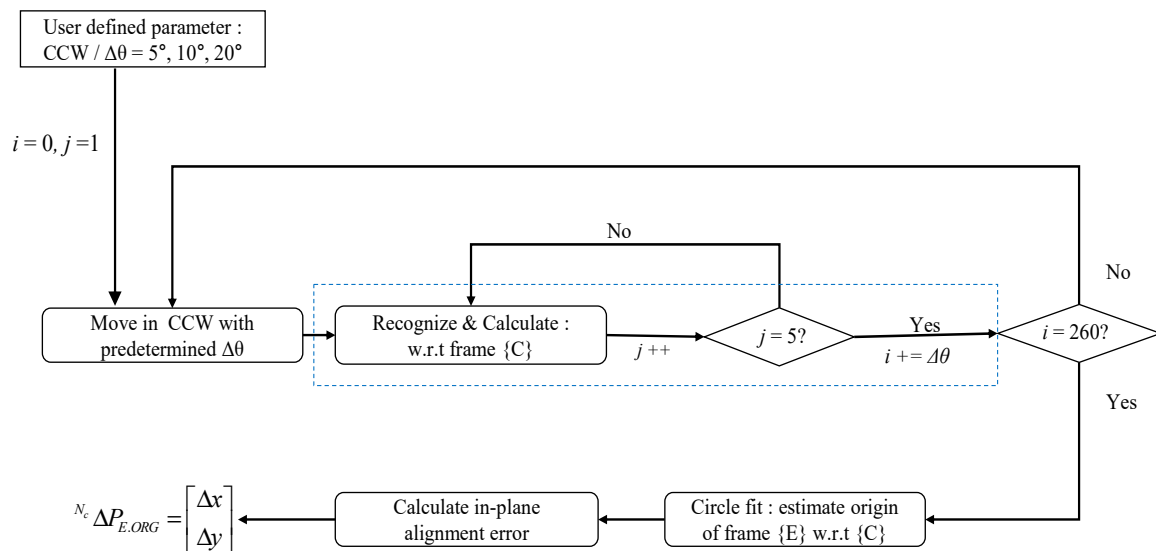 User defined parameter :
CCW / Δθ = 5°, 10°, 20°
i = 0, j =1
No
No
Move in CCW with
predetermined Δθ
Recognize & Calculate :
w.r.t frame {C}
j ++
j = 5?
Yes
i += Δθ
i = 260?
Yes
N_c ΔP_E.ORG = [Δx
Δy]
Calculate in-plane
alignment error
Circle fit : estimate origin
of frame {E} w.r.t {C}